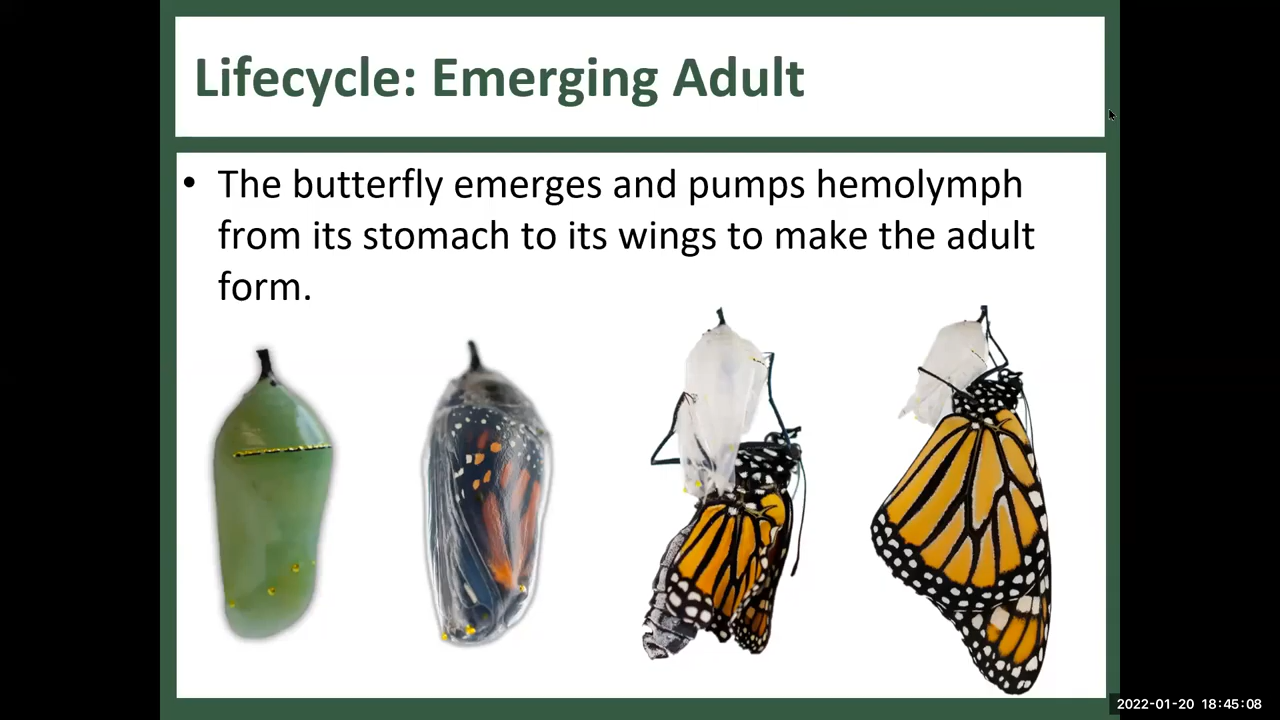 Lifecycle: Emerging Adult
• The butterfly emerges and pumps hemolymph
from its stomach to its wings to make the adult
form.
2022-01-20 18:45:08